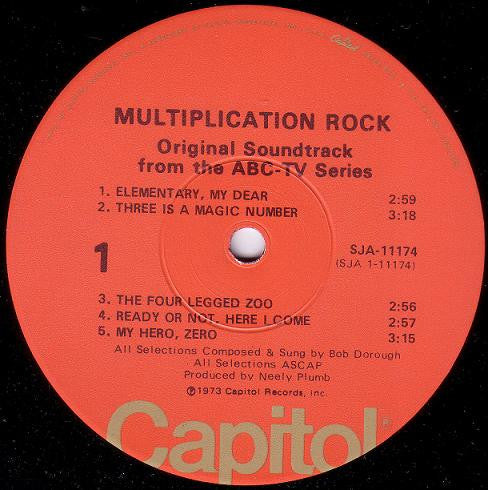 Capitol
MULTIPLICATION ROCK
Original Soundtrack
from the ABC-TV Series
1. ELEMENTARY, MY DEAR 2:59
2. THREE IS A MAGIC NUMBER 3:18
1
SJA-11174
(SJA 1-11174)
3. THE FOUR LEGGED ZOO 2:56
4. READY OR NOT, HERE I COME 2:57
5. MY HERO, ZERO 3:15
All Selections Composed & Sung by Bob Dorough
All Selections ASCAP
Produced by Neely Plumb
℗1973 Capitol Records, Inc.
Capitol®